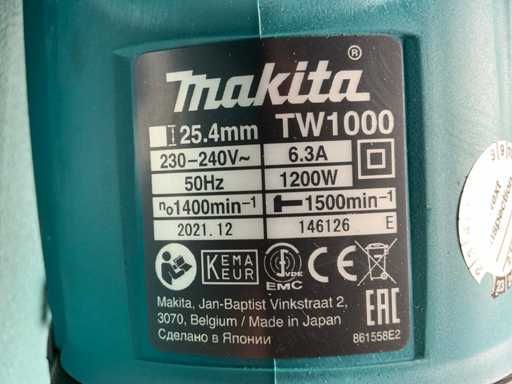 makita®
25.4mm TW1000
230-240V~ 6.3A
50Hz 1200W
n₀1400min⁻¹ 1500min⁻¹
2021.12 146126 E
KEMA KEUR VDE EMC CE
Makita, Jan-Baptist Vinkstraat 2,
3070, Belgium / Made in Japan EAC
Сделано в Японии 861558E2